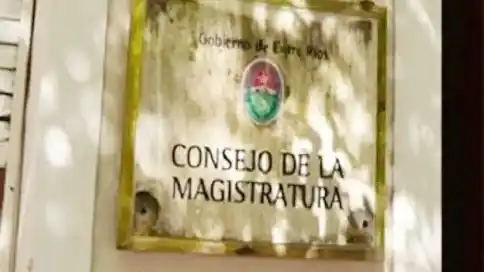 Gobierno de Entre Ríos
CONSEJO DE LA
MAGISTRATURA